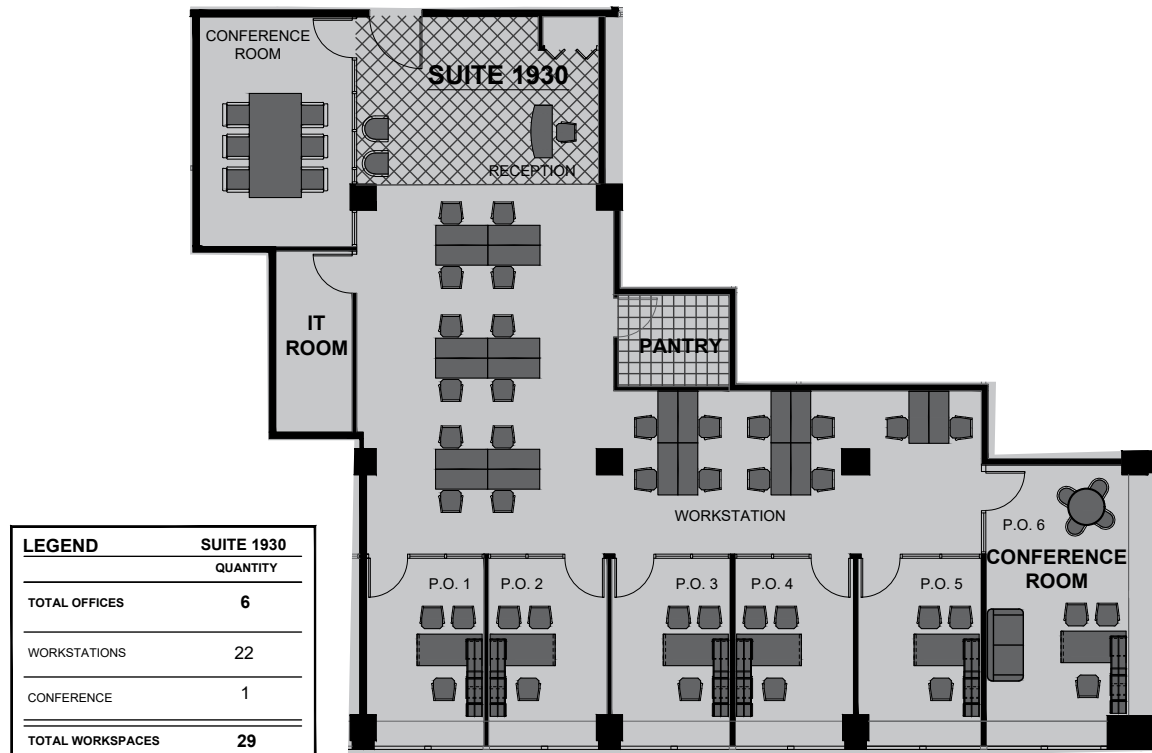 CONFERENCE
ROOM
SUITE 1930
RECEPTION
IT
ROOM
PANTRY
WORKSTATION
P.O. 6
CONFERENCE
ROOM
P.O. 1
P.O. 2
P.O. 3
P.O. 4
P.O. 5
LEGEND SUITE 1930
QUANTITY
TOTAL OFFICES 6
WORKSTATIONS 22
CONFERENCE 1
TOTAL WORKSPACES 29